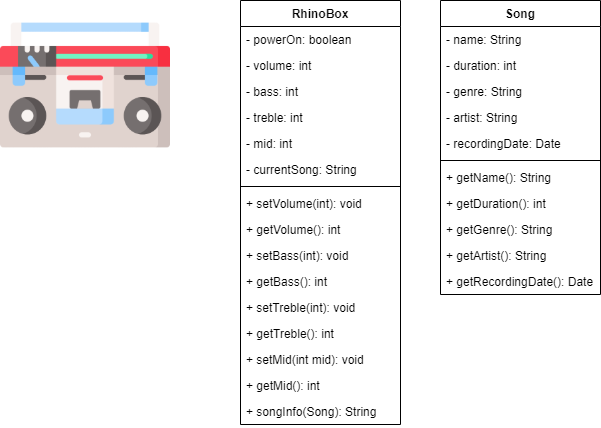 RhinoBox
- powerOn: boolean
- volume: int
- bass: int
- treble: int
- mid: int
- currentSong: String
+ setVolume(int): void
+ getVolume(): int
+ setBass(int): void
+ getBass(): int
+ setTreble(int): void
+ getTreble(): int
+ setMid(int mid): void
+ getMid(): int
+ songInfo(Song): String
Song
- name: String
- duration: int
- genre: String
- artist: String
- recordingDate: Date
+ getName(): String
+ getDuration(): int
+ getGenre(): String
+ getArtist(): String
+ getRecordingDate(): Date